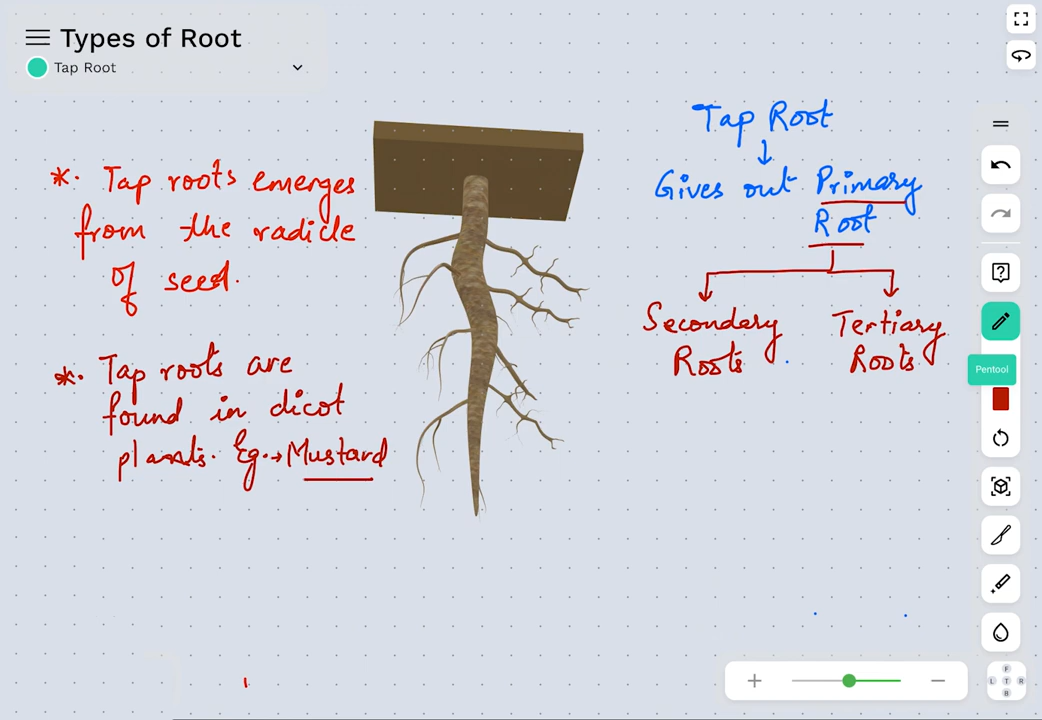 Types of Root
Tap Root
*. Tap roots emerges
from the radicle
of seed.
*. Tap roots are
found in dicot
plants. Eg.→ Mustard
Tap Root
↓
Gives out Primary
Root
Secondary
Roots
Tertiary
Roots
Pentool
F
L T R
B